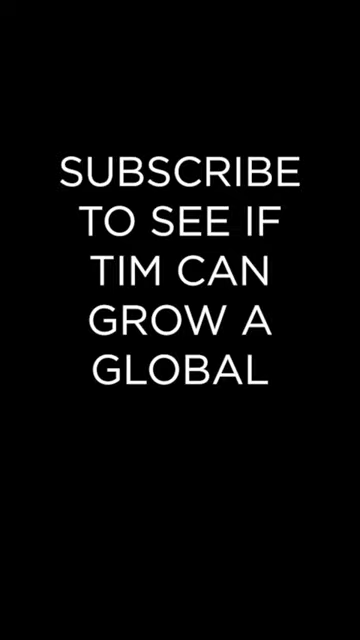 SUBSCRIBE
TO SEE IF
TIM CAN
GROW A
GLOBAL